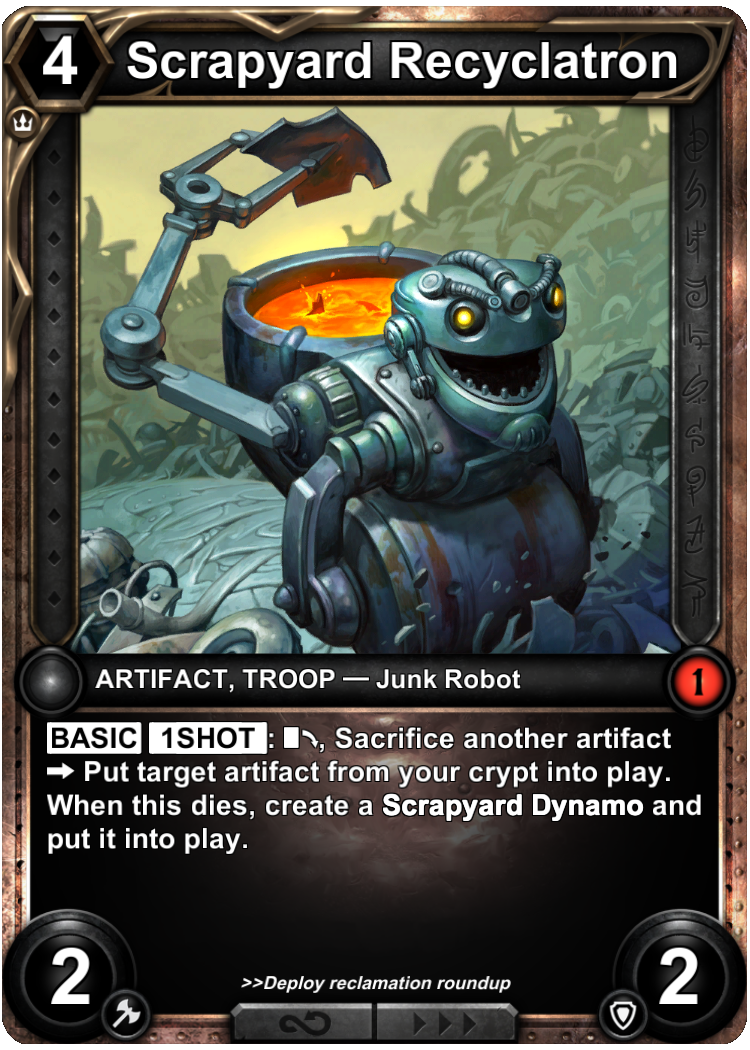 4
Scrapyard Recyclatron
ARTIFACT, TROOP — Junk Robot
1
BASIC 1SHOT: , Sacrifice another artifact
➡ Put target artifact from your crypt into play.
When this dies, create a Scrapyard Dynamo and
put it into play.
2
>>Deploy reclamation roundup
2